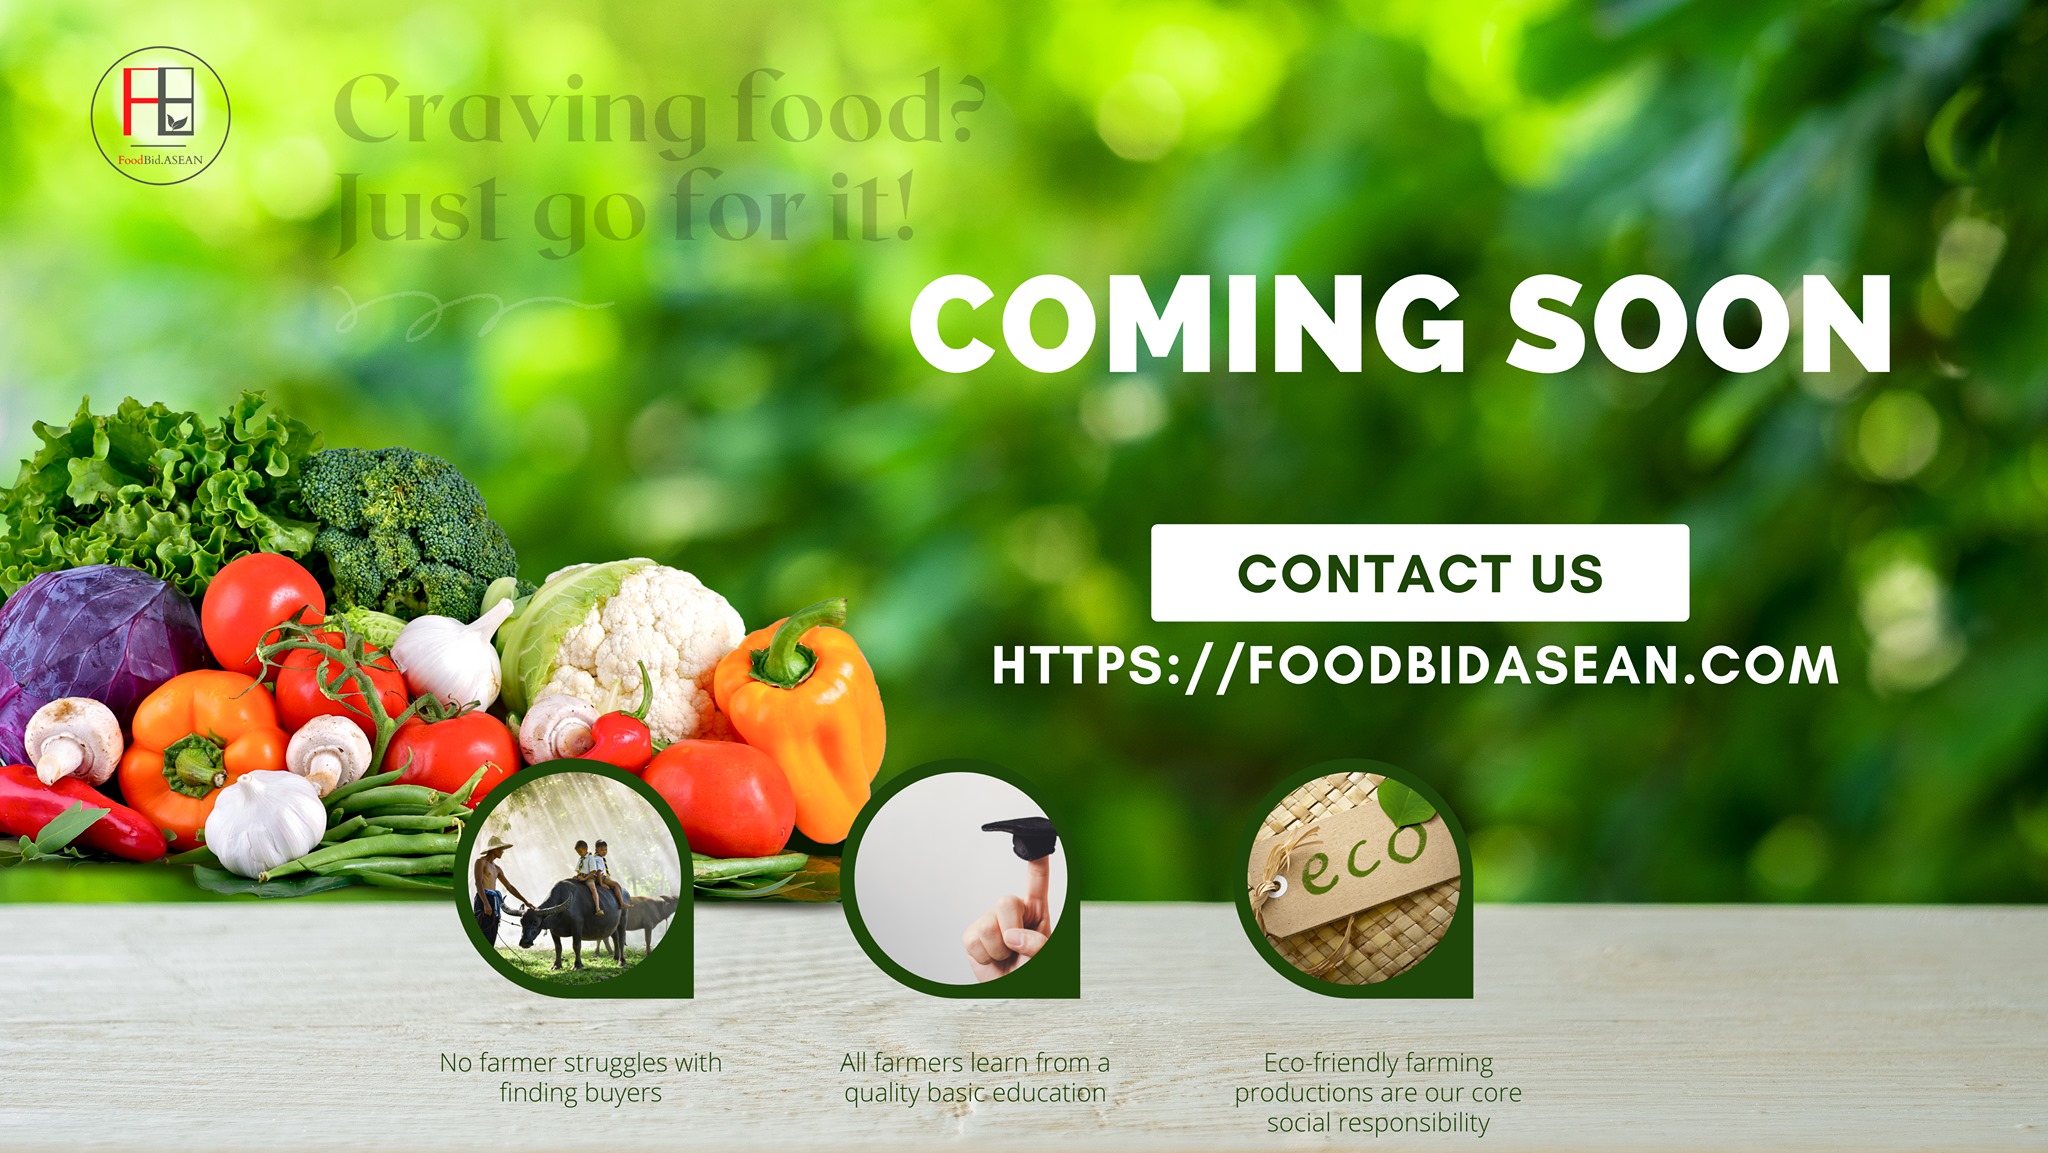 FoodBid.ASEAN
Craving food?
Just go for it!
COMING SOON
CONTACT US
HTTPS://FOODBIDASEAN.COM
eco
No farmer struggles with
finding buyers
All farmers learn from a
quality basic education
Eco-friendly farming
productions are our core
social responsibility